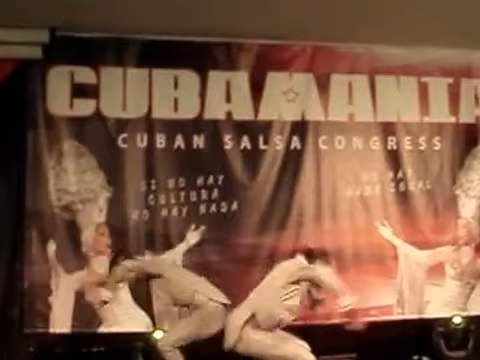 CUBAMANIA
CUBAN SALSA CONGRESS
SI NO HAY
CULTURA
NO HAY NADA
NO HAY